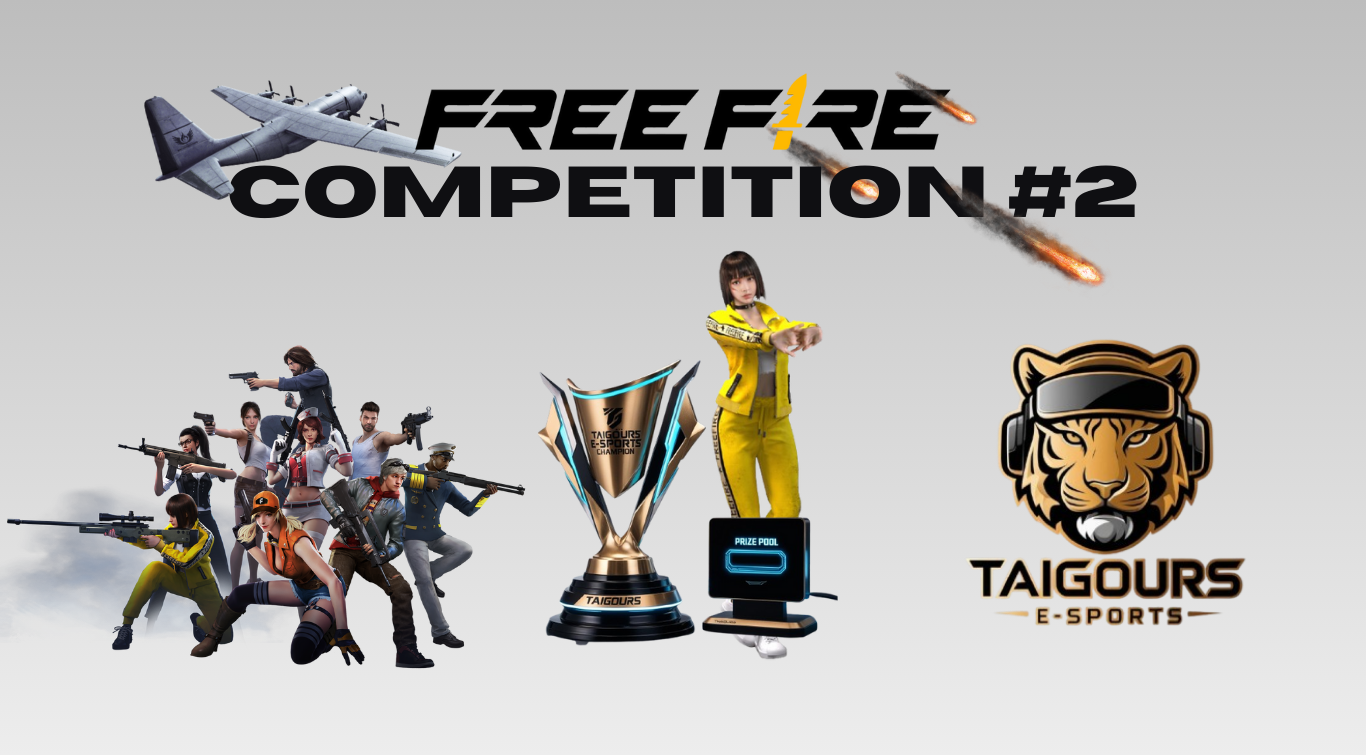 FREE FIRE
COMPETITION #2
TAIGOURS
E-SPORTS
CHAMPION
TAIGOURS
PRIZE POOL
TAIGOURS
E-SPORTS